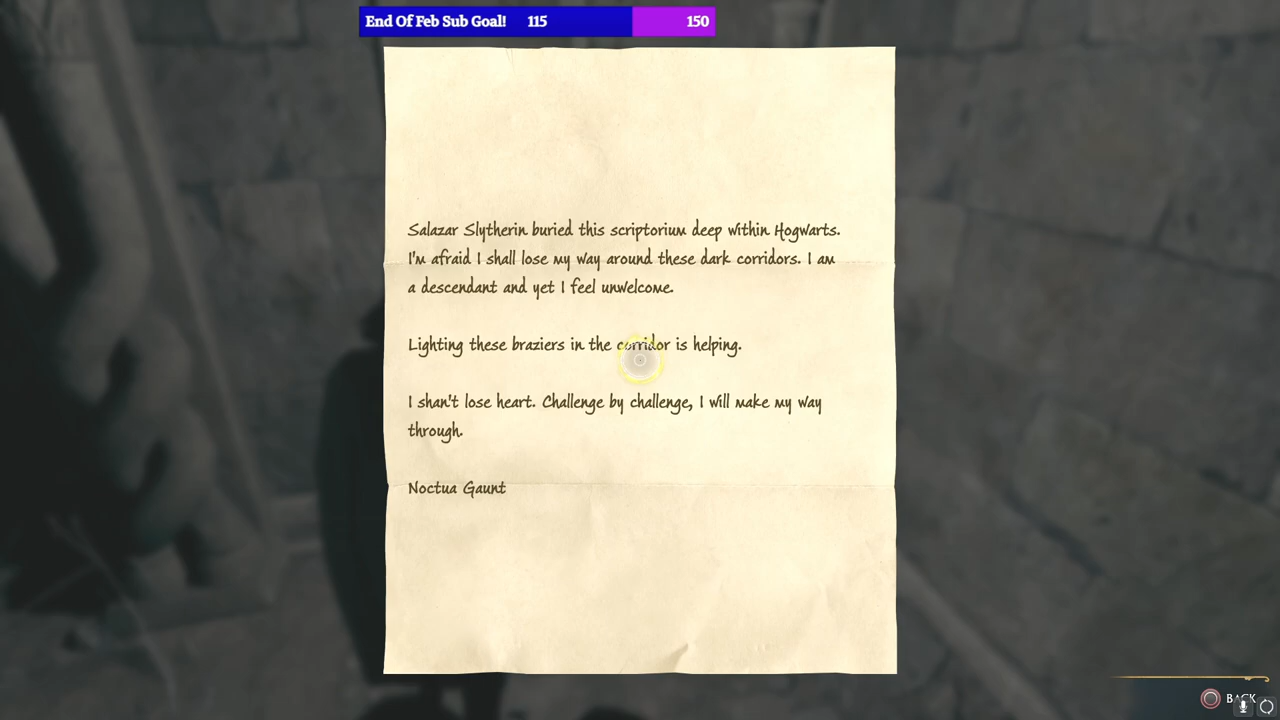 End Of Feb Sub Goal! 115 150
Salazar Slytherin buried this scriptorium deep within Hogwarts.
I'm afraid I shall lose my way around these dark corridors. I am
a descendant and yet I feel unwelcome.
Lighting these braziers in the corridor is helping.
I shan't lose heart. Challenge by challenge, I will make my way
through.
Noctua Gaunt
BACK